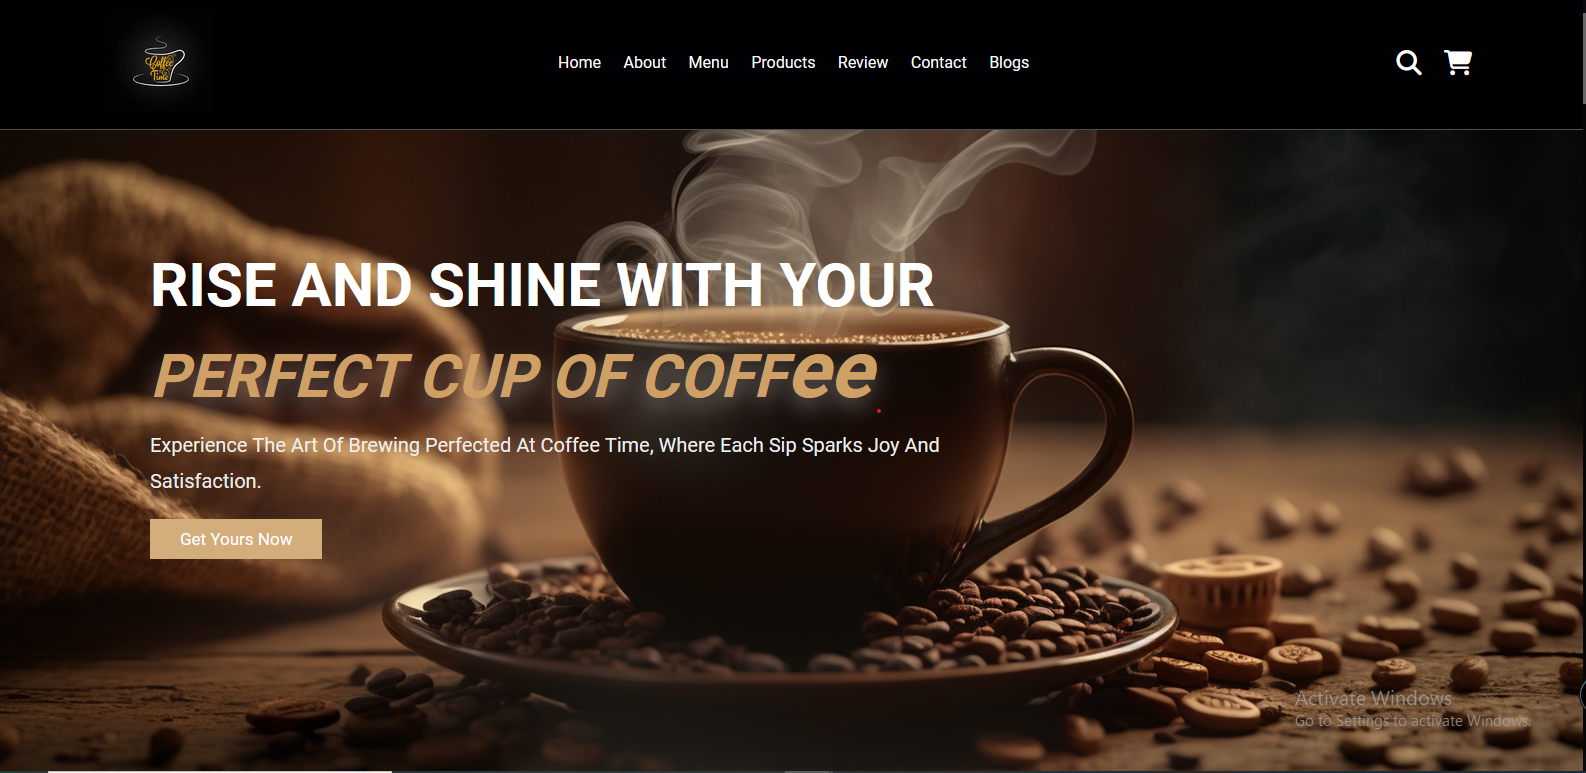 Coffee
Time
Home About Menu Products Review Contact Blogs
RISE AND SHINE WITH YOUR
PERFECT CUP OF COFFee
Experience The Art Of Brewing Perfected At Coffee Time, Where Each Sip Sparks Joy And
Satisfaction.
Get Yours Now
Activate Windows
Go to Settings to activate Windows.